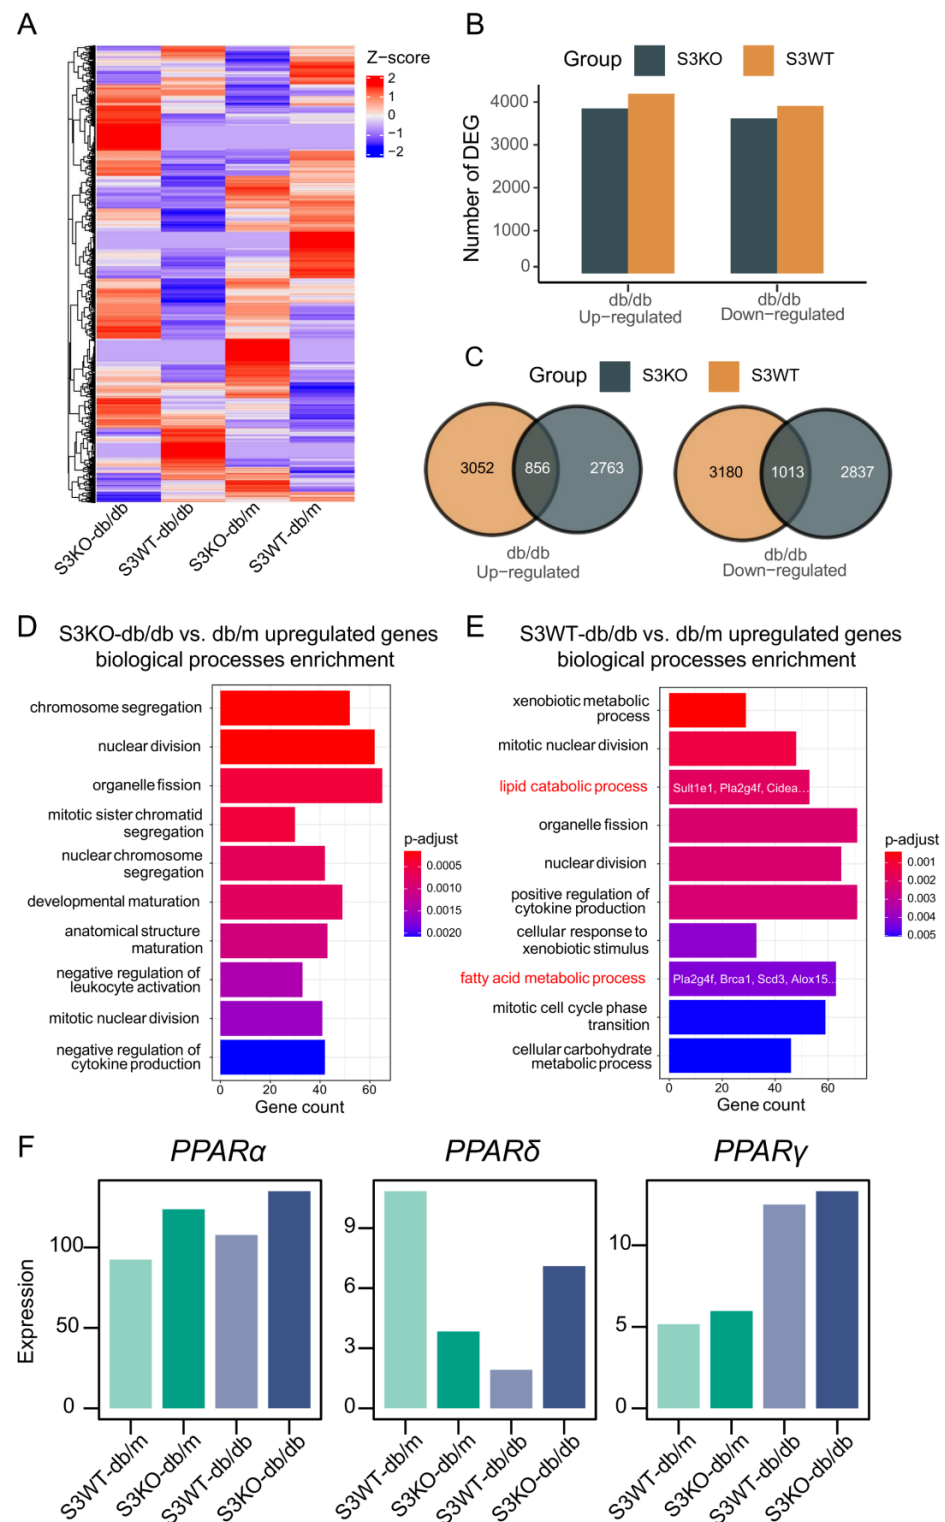 A
Z-score
2
1
0
−1
−2
S3KO-db/db
S3WT-db/db
S3KO-db/m
S3WT-db/m
B
Group S3KO S3WT
Number of DEG
4000
3000
2000
1000
0
db/db
Up−regulated
db/db
Down−regulated
C
Group S3KO S3WT
3052 856 2763
db/db
Up−regulated
3180 1013 2837
db/db
Down−regulated
D
S3KO-db/db vs. db/m upregulated genes
biological processes enrichment
chromosome segregation
nuclear division
organelle fission
mitotic sister chromatid
segregation
nuclear chromosome
segregation
developmental maturation
anatomical structure
maturation
negative regulation of
leukocyte activation
mitotic nuclear division
negative regulation of
cytokine production
0 20 40 60
Gene count
p-adjust
0.0005
0.0010
0.0015
0.0020
E
S3WT-db/db vs. db/m upregulated genes
biological processes enrichment
xenobiotic metabolic
process
mitotic nuclear division
lipid catabolic process
Sult1e1, Pla2g4f, Cidea...
organelle fission
nuclear division
positive regulation of
cytokine production
cellular response to
xenobiotic stimulus
fatty acid metabolic process
Pla2g4f, Brca1, Scd3, Alox15...
mitotic cell cycle phase
transition
cellular carbohydrate
metabolic process
0 20 40 60
Gene count
p-adjust
0.001
0.002
0.003
0.004
0.005
F
PPARα
Expression
100
50
0
S3WT-db/m
S3KO-db/m
S3WT-db/db
S3KO-db/db
PPARδ
9
6
3
0
S3WT-db/m
S3KO-db/m
S3WT-db/db
S3KO-db/db
PPARγ
10
5
0
S3WT-db/m
S3KO-db/m
S3WT-db/db
S3KO-db/db